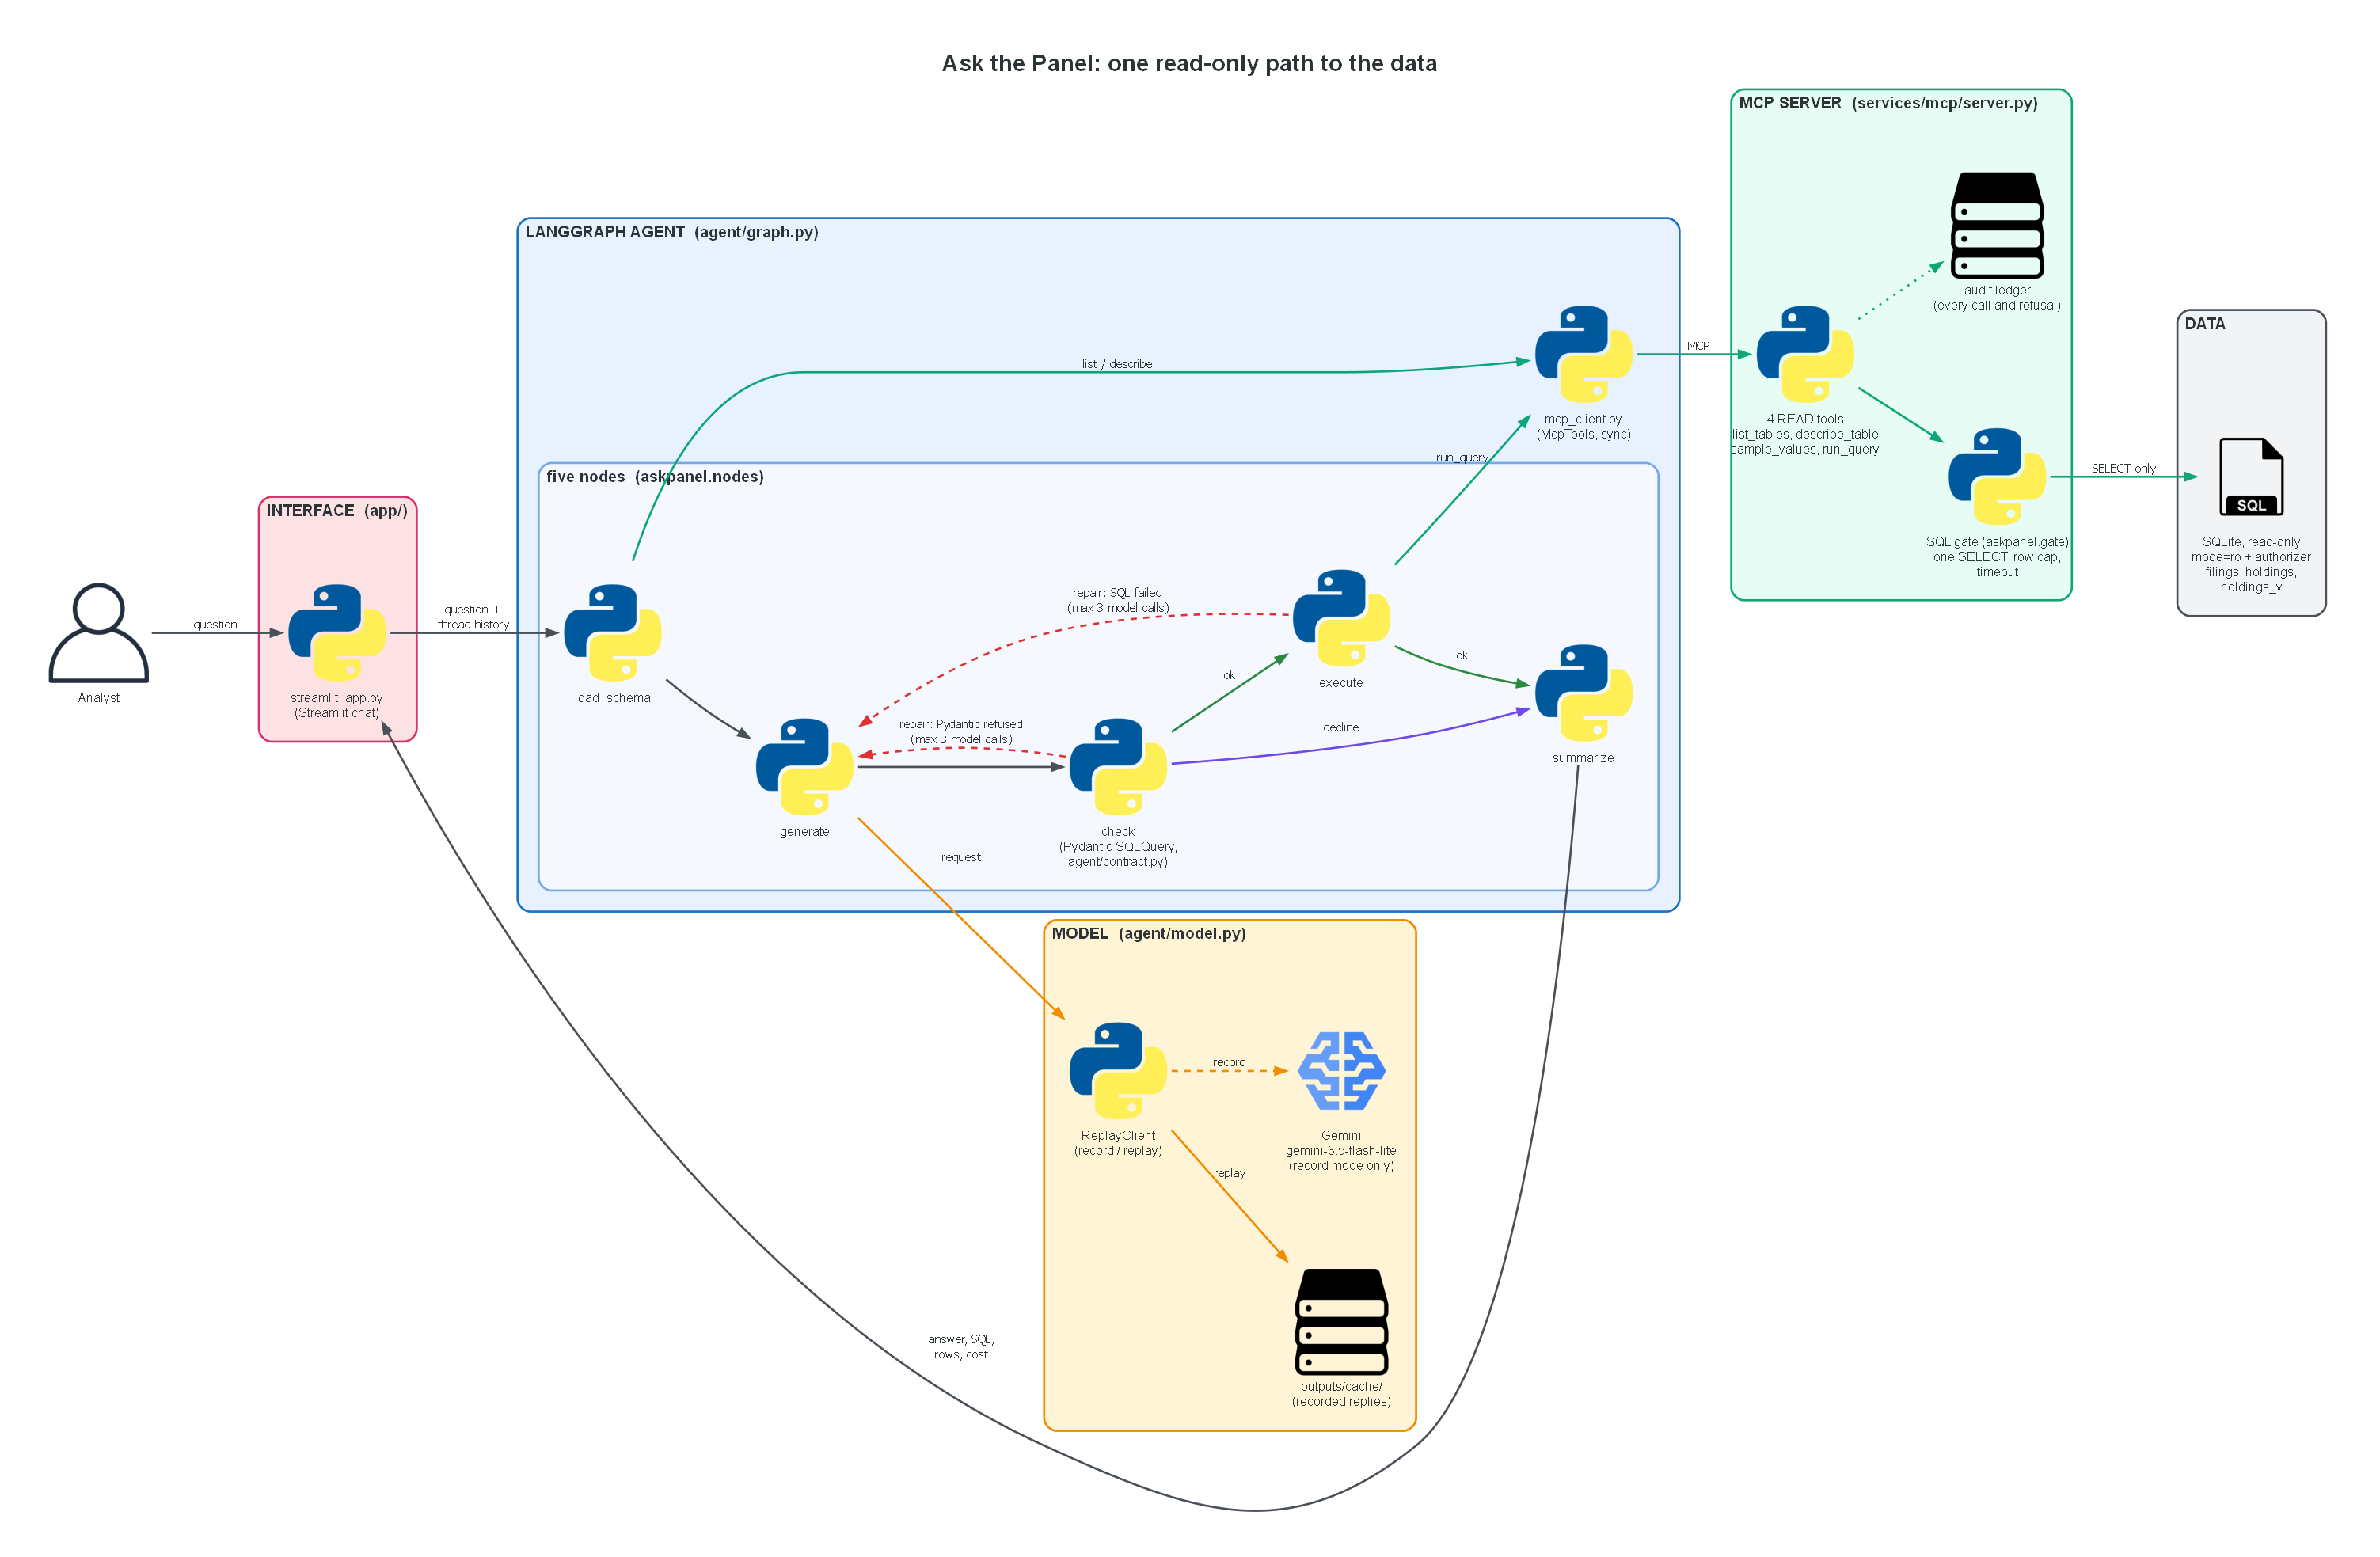 Ask the Panel: one read-only path to the data
MCP SERVER (services/mcp/server.py)
audit ledger
(every call and refusal)
4 READ tools
list_tables, describe_table
sample_values, run_query
SQL gate (askpanel.gate)
one SELECT, row cap,
timeout
SELECT only
DATA
SQL
SQLite, read-only
mode=ro + authorizer
filings, holdings,
holdings_v
LANGGRAPH AGENT (agent/graph.py)
list / describe
mcp_client.py
(McpTools, sync)
MCP
run_query
five nodes (askpanel.nodes)
INTERFACE (app/)
Analyst
question
streamlit_app.py
(Streamlit chat)
question +
thread history
load_schema
repair: SQL failed
(max 3 model calls)
execute
ok
ok
repair: Pydantic refused
(max 3 model calls)
decline
summarize
generate
check
(Pydantic SQLQuery,
agent/contract.py)
request
MODEL (agent/model.py)
ReplayClient
(record / replay)
record
Gemini
gemini-3.5-flash-lite
(record mode only)
replay
outputs/cache/
(recorded replies)
answer, SQL,
rows, cost